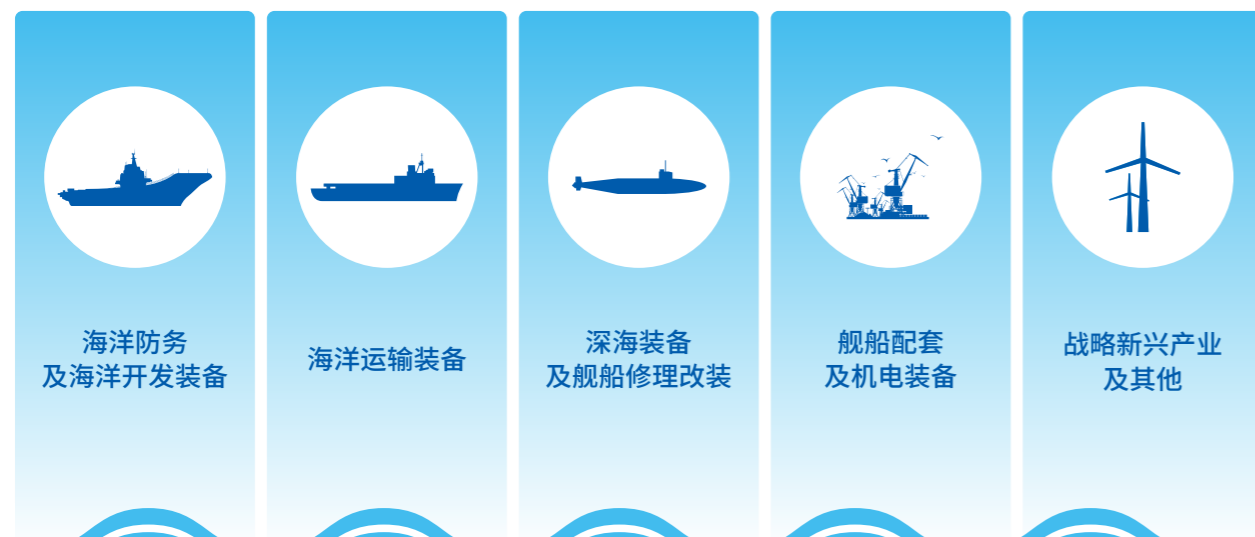 海洋防务
及海洋开发装备
海洋运输装备
深海装备
及舰船修理改装
舰船配套
及机电装备
战略新兴产业
及其他